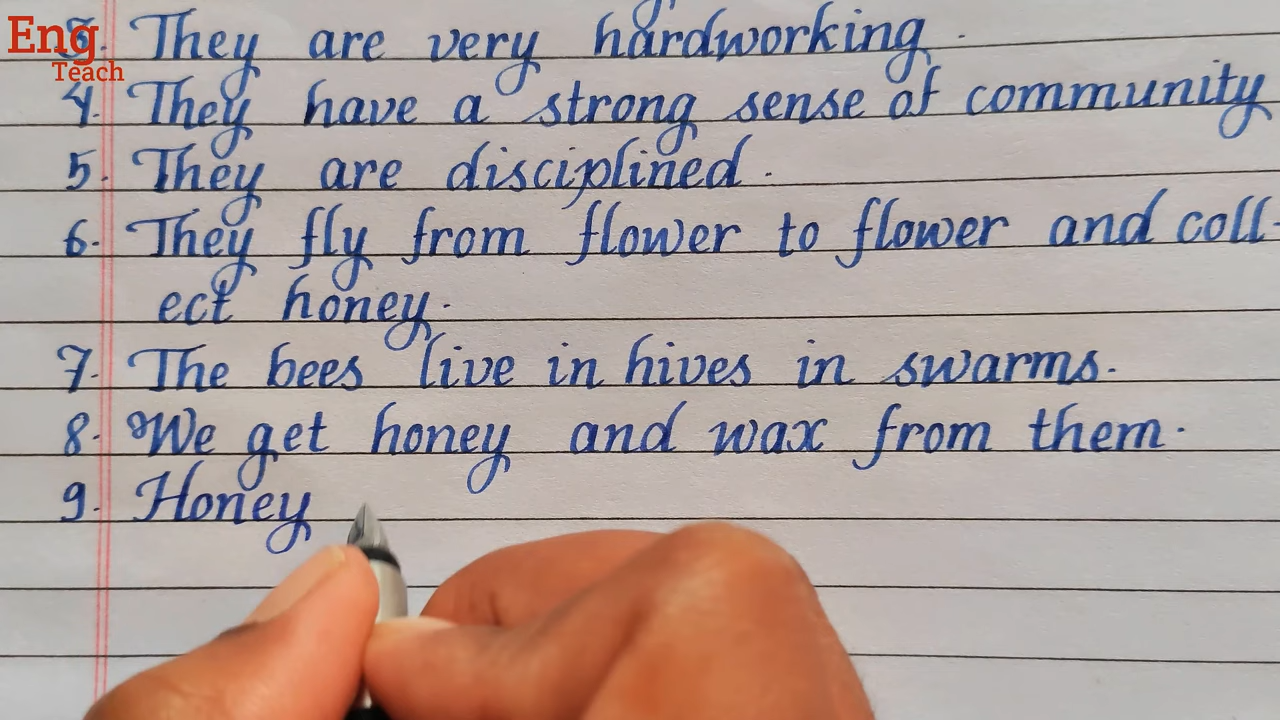 Eng
Teach
3. They are very hardworking.
4. They have a strong sense of community
5. They are disciplined.
6. They fly from flower to flower and coll-
ect honey.
7. The bees live in hives in swarms.
8. We get honey and wax from them.
9. Honey